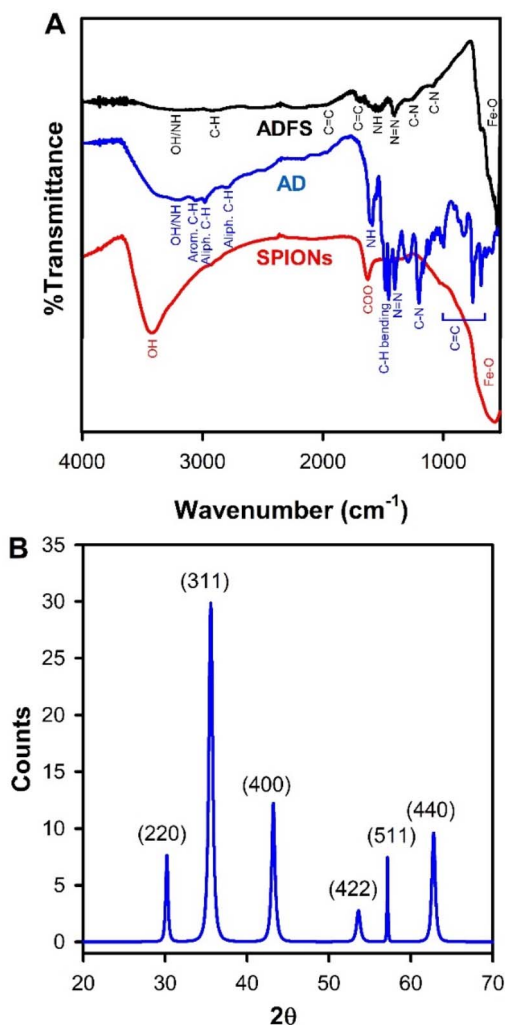 A
%Transmittance
OH/NH
C-H
ADFS
C=C
C=C
NH
N=N
C-N
C-N
Fe-O
OH/NH
Arom. C-H
Aliph. C-H
Aliph. C-H
AD
NH
C-H bending
N=N
C-N
C=C
SPIONs
OH
COO
Fe-O
4000 3000 2000 1000
Wavenumber (cm⁻¹)
B
Counts
35
30
25
20
15
10
5
0
(220)
(311)
(400)
(422)
(511)
(440)
20 30 40 50 60 70
2θ